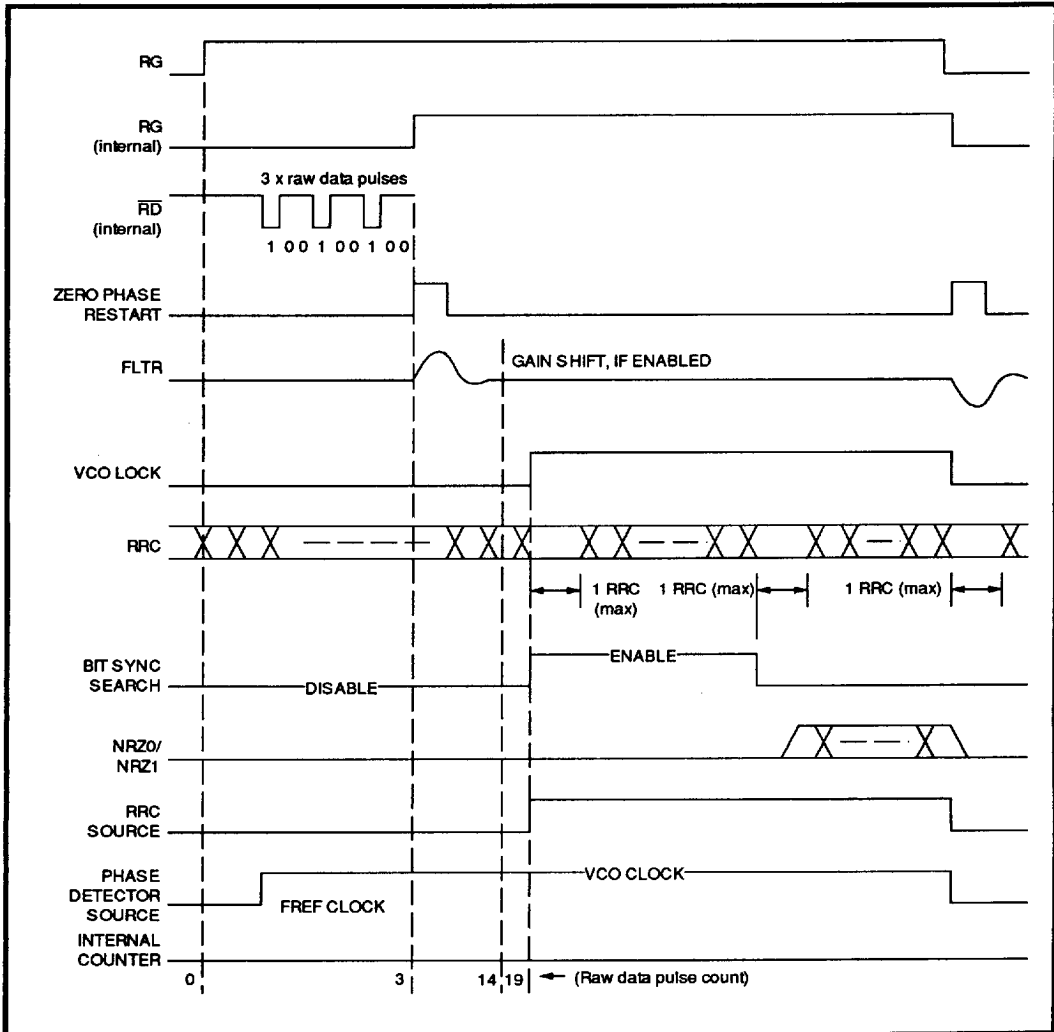 RG
RG
(internal)
3 x raw data pulses
RD
(internal)
1 0 0 1 0 0 1 0 0
ZERO PHASE
RESTART
FLTR
GAIN SHIFT, IF ENABLED
VCO LOCK
RRC
1 RRC
(max)
1 RRC (max)
1 RRC (max)
BIT SYNC
SEARCH
DISABLE
ENABLE
NRZ0/
NRZ1
RRC
SOURCE
PHASE
DETECTOR
SOURCE
FREF CLOCK
VCO CLOCK
INTERNAL
COUNTER
0 3 14 19 (Raw data pulse count)